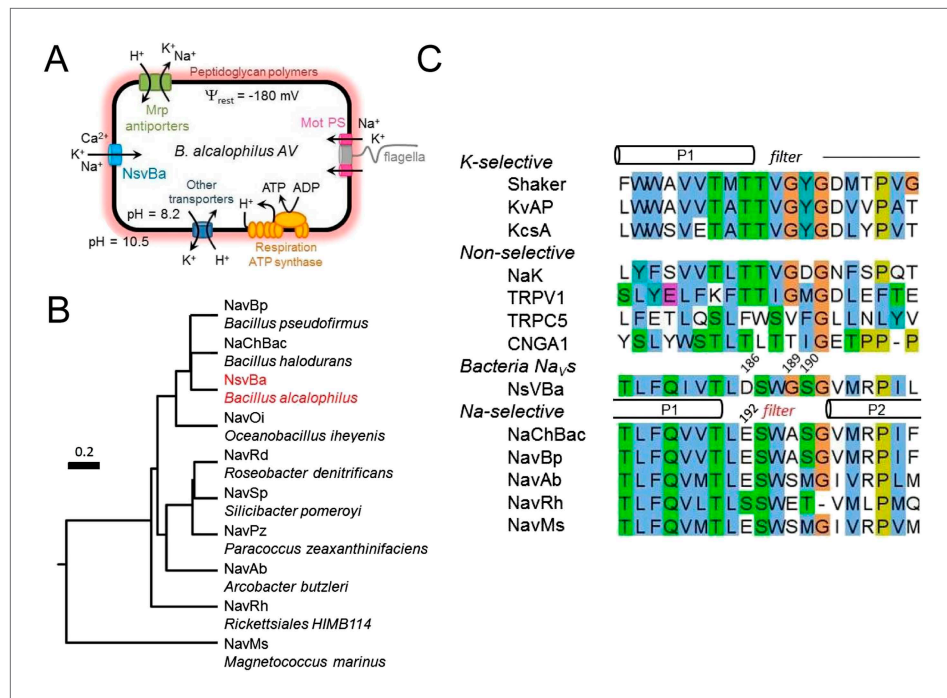 A
H⁺
K⁺
Na⁺
Peptidoglycan polymers
Ψrest = -180 mV
Mrp
antiporters
Mot PS
Na⁺
K⁺
Ca²⁺
K⁺
Na⁺
B. alcalophilus AV
flagella
NsvBa
Other
transporters
ATP
ADP
H⁺
pH = 8.2
pH = 10.5
K⁺
H⁺
Respiration
ATP synthase
B
NavBp
Bacillus pseudofirmus
NaChBac
Bacillus halodurans
NsvBa
Bacillus alcalophilus
NavOi
Oceanobacillus iheyenis
0.2
NavRd
Roseobacter denitrificans
NavSp
Silicibacter pomeroyi
NavPz
Paracoccus zeaxanthinifaciens
NavAb
Arcobacter butzleri
NavRh
Rickettsiales HIMB114
NavMs
Magnetococcus marinus
C
P1 filter
K-selective
Shaker FWWAVVTMTTVGYGDMTPVG
KvAP LWWAVVTATTVGYGDVVPAT
KcsA LWWSVETATTVGYGDLYPVT
Non-selective
NaK LYFSVVTLTTVGDGNFSPQT
TRPV1 SLYELFKFTTIGMGDLEFTE
TRPC5 LFETLQSLFWSVFGLLNLYV
CNGA1 YSLYWSTLTLTTIGETPP-P
186 189 190
Bacteria NaVs
NsVBa TLFQIVTLDSWGSGVMRPIL
P1 192 filter P2
Na-selective
NaChBac TLFQVVTLESWASGVMRPIF
NavBp TLFQVVTLESWASGVMRPIF
NavAb TLFQVMTLESWSMGIVRPLM
NavRh TLFQVLTLSSWET-VMLPMQ
NavMs TLFQVMTLESWSMGIVRPVM